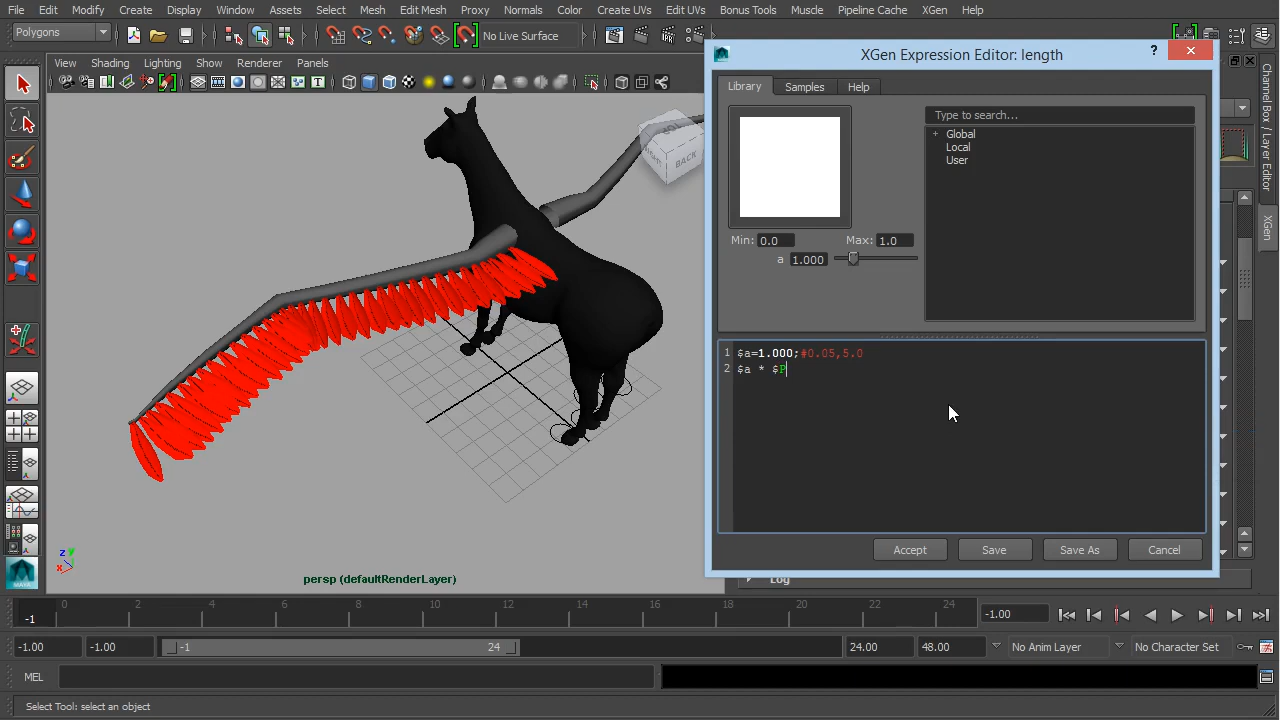 File Edit Modify Create Display Window Assets Select Mesh Edit Mesh Proxy Normals Color Create UVs Edit UVs Bonus Tools Muscle Pipeline Cache XGen Help
Polygons
No Live Surface
View Shading Lighting Show Renderer Panels
XGen Expression Editor: length
?
Library Samples Help
Type to search...
+ Global
Local
User
Min: 0.0 Max: 1.0
a 1.000
1 $a=1.000;#0.05,5.0
2 $a * $P
Accept Save Save As Cancel
Log
Channel Box / Layer Editor
XGen
BACK
z y
x
persp (defaultRenderLayer)
0 2 4 6 8 10 12 14 16 18 20 22 24
-1
-1.00
-1.00 -1.00 -1 24 24.00 48.00 No Anim Layer No Character Set
MEL
Select Tool: select an object